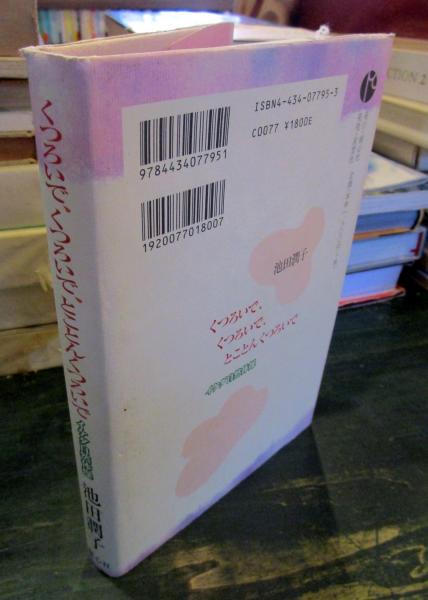 くつろいで、くつろいで、とことんくつろいで
池田潤子
ISBN4-434-07795-3
C0077 ¥1800E
9784434077951
1920077018007
池田潤子
くつろいで、
くつろいで、
とことんくつろいで
CTION 2